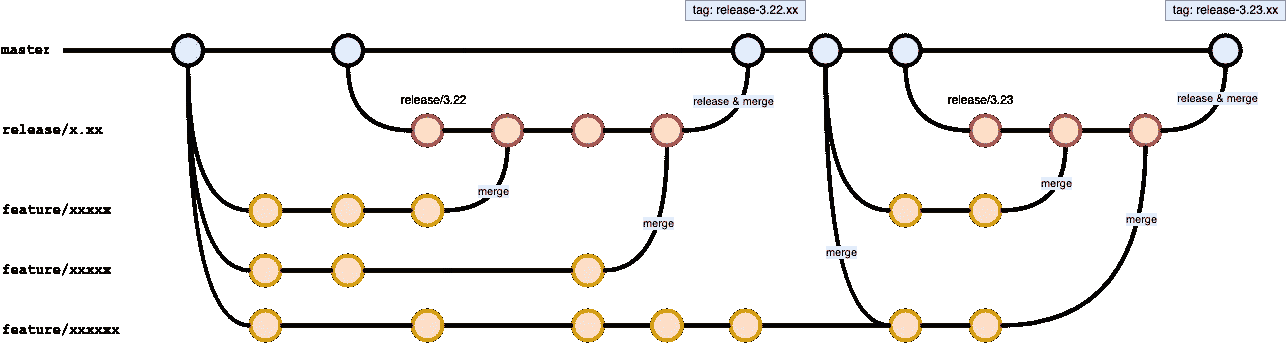 tag: release-3.22.xx
tag: release-3.23.xx
master
release/3.22
release & merge
release/3.23
release & merge
release/x.xx
merge
merge
feature/xxxxx
merge
merge
merge
feature/xxxxx
feature/xxxxxx